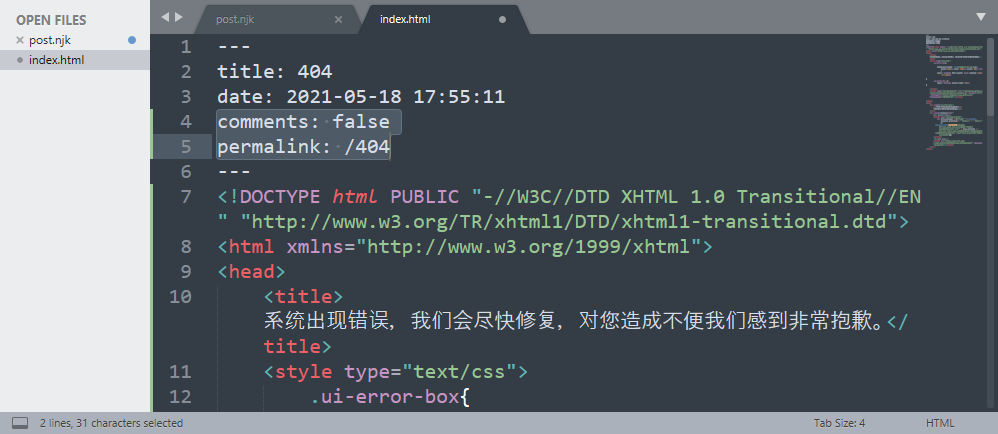 OPEN FILES
post.njk
index.html
post.njk
index.html
1 ---
2 title: 404
3 date: 2021-05-18 17:55:11
4 comments: false
5 permalink: /404
6 ---
7 <!DOCTYPE html PUBLIC "-//W3C//DTD XHTML 1.0 Transitional//EN
" "http://www.w3.org/TR/xhtml1/DTD/xhtml1-transitional.dtd">
8 <html xmlns="http://www.w3.org/1999/xhtml">
9 <head>
10 <title>
系统出现错误，我们会尽快修复，对您造成不便我们感到非常抱歉。</
title>
11 <style type="text/css">
12 .ui-error-box{
2 lines, 31 characters selected
Tab Size: 4
HTML